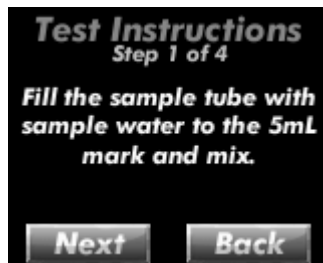 Test Instructions
Step 1 of 4
Fill the sample tube with
sample water to the 5mL
mark and mix.
Next Back